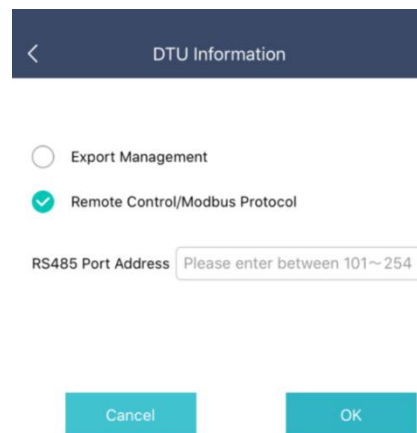 DTU Information
Export Management
Remote Control/Modbus Protocol
RS485 Port Address Please enter between 101～254
Cancel OK